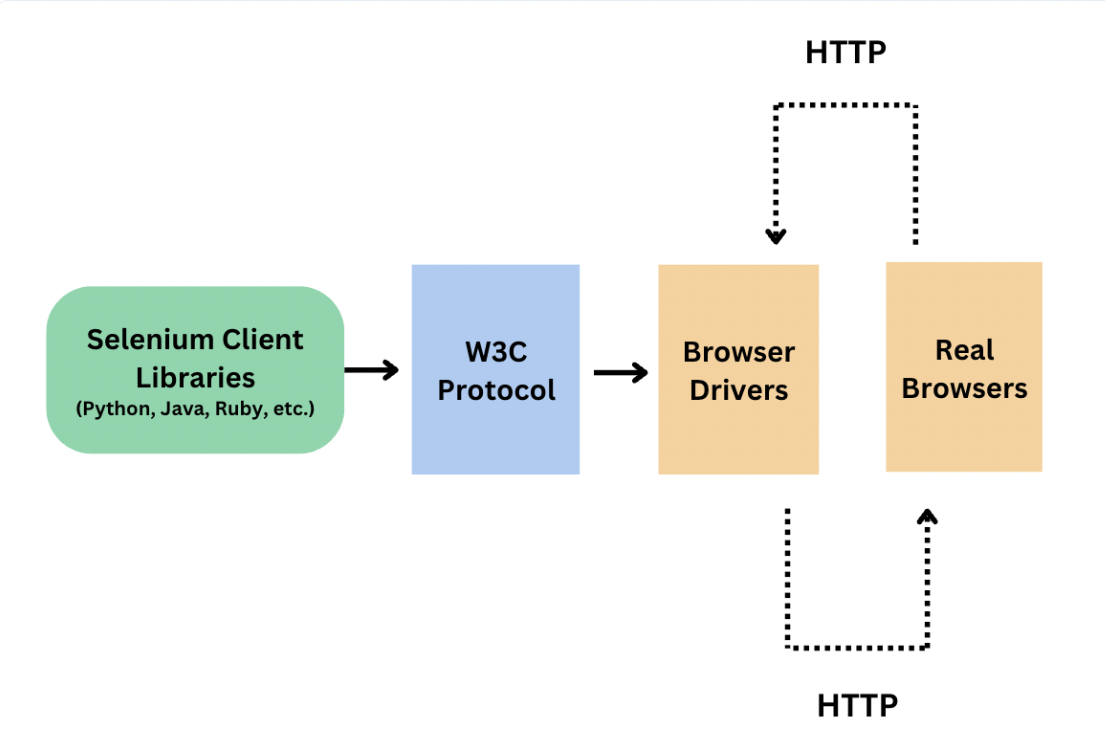 HTTP
Selenium Client
Libraries
(Python, Java, Ruby, etc.)
W3C
Protocol
Browser
Drivers
Real
Browsers
HTTP